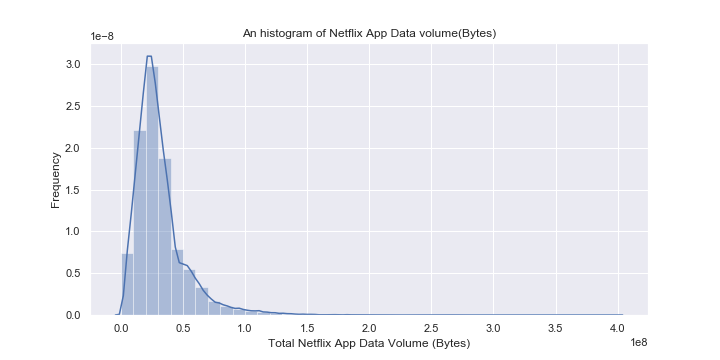 An histogram of Netflix App Data volume(Bytes)
1e−8
3.0
2.5
2.0
1.5
1.0
0.5
0.0
Frequency
0.0 0.5 1.0 1.5 2.0 2.5 3.0 3.5 4.0
1e8
Total Netflix App Data Volume (Bytes)